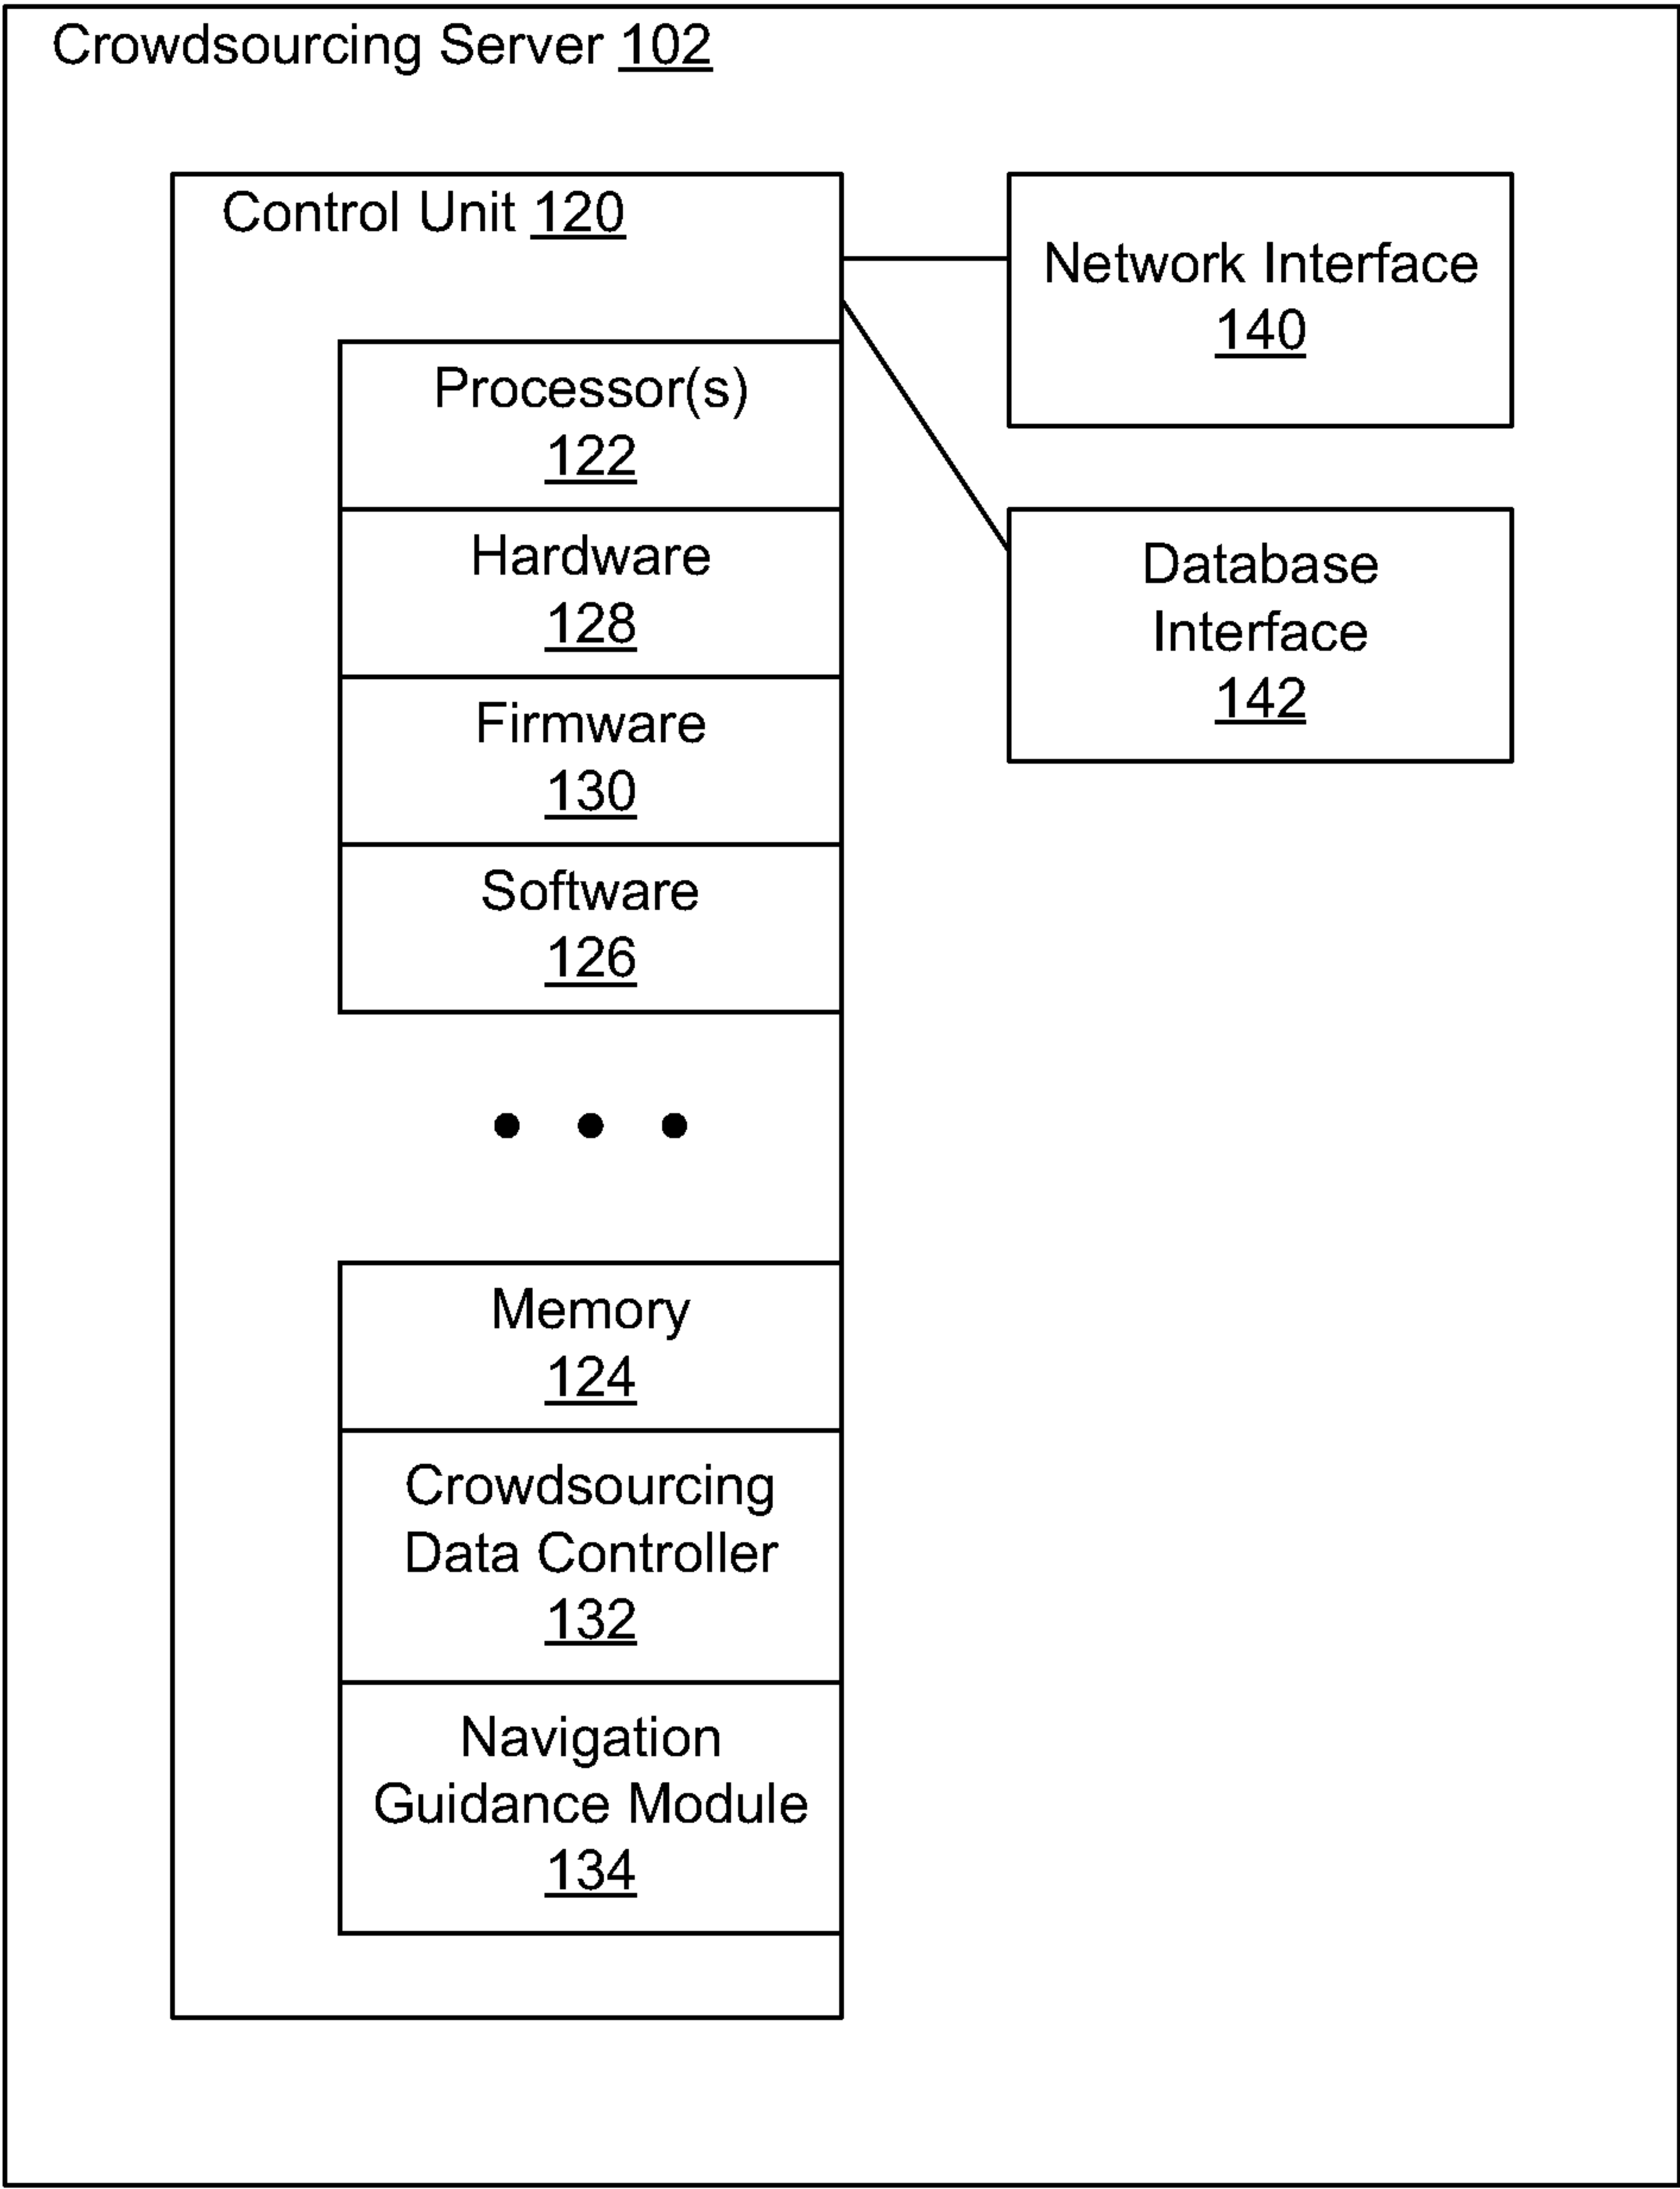 Crowdsourcing Server 102
Control Unit 120
Processor(s)
122
Hardware
128
Firmware
130
Software
126
Memory
124
Crowdsourcing
Data Controller
132
Navigation
Guidance Module
134
Network Interface
140
Database
Interface
142